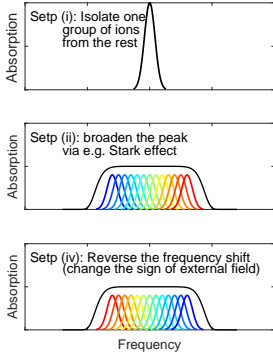 Absorption
Setp (i): Isolate one
group of ions
from the rest
Absorption
Setp (ii): broaden the peak
via e.g. Stark effect
Absorption
Setp (iv): Reverse the frequency shift
(change the sign of external field)
Frequency